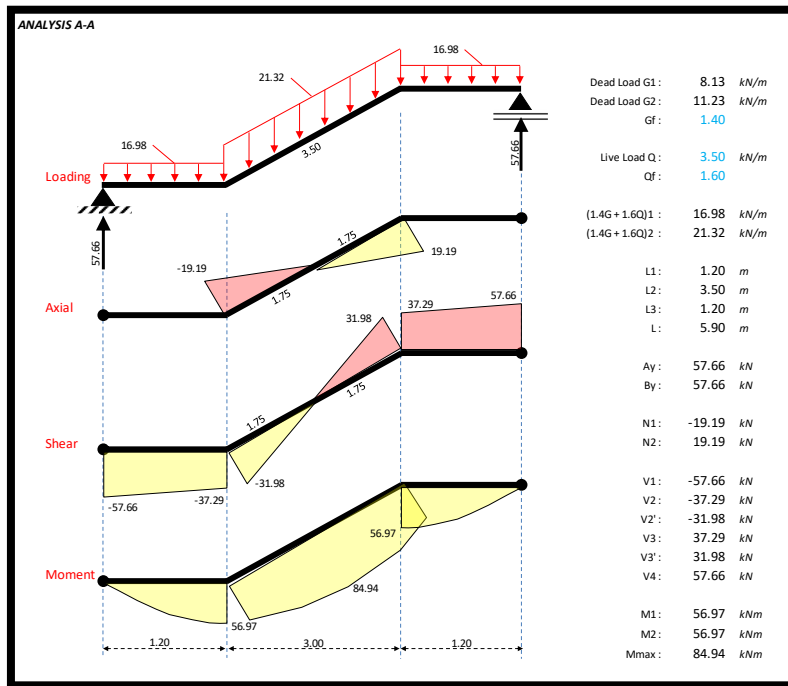 ANALYSIS A-A
16.98
21.32
16.98
3.50
Loading
57.66
57.66
Dead Load G1 : 8.13 kN/m
Dead Load G2 : 11.23 kN/m
Gf : 1.40
Live Load Q : 3.50 kN/m
Qf : 1.60
(1.4G + 1.6Q)1 : 16.98 kN/m
(1.4G + 1.6Q)2 : 21.32 kN/m
L1 : 1.20 m
L2 : 3.50 m
L3 : 1.20 m
L : 5.90 m
Ay : 57.66 kN
By : 57.66 kN
N1 : -19.19 kN
N2 : 19.19 kN
V1 : -57.66 kN
V2 : -37.29 kN
V2' : -31.98 kN
V3 : 37.29 kN
V3' : 31.98 kN
V4 : 57.66 kN
M1 : 56.97 kNm
M2 : 56.97 kNm
Mmax : 84.94 kNm
1.75
-19.19
19.19
1.75
Axial
57.66
37.29
31.98
1.75
1.75
Shear
-31.98
-37.29
-57.66
56.97
Moment
84.94
56.97
1.20
3.00
1.20